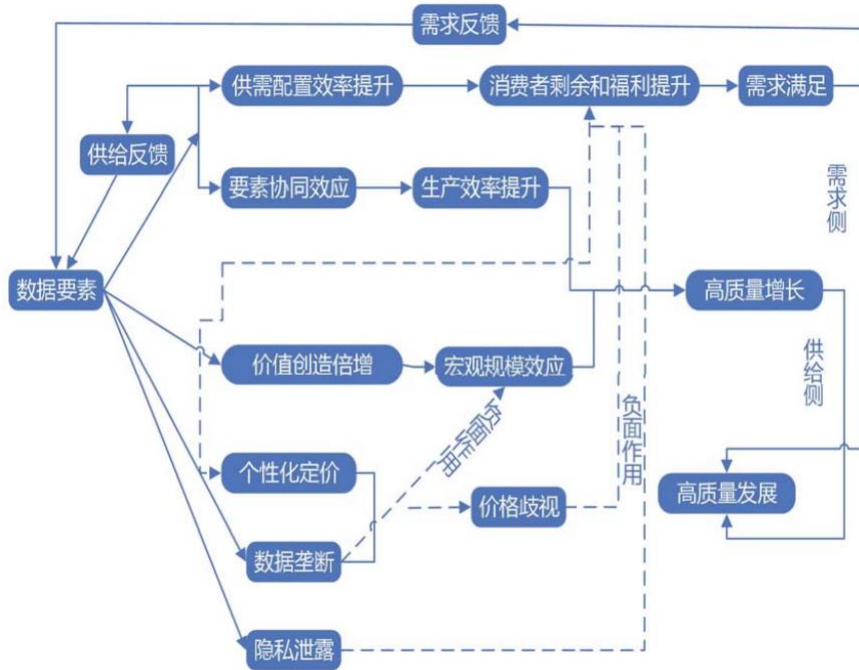 需求反馈
供需配置效率提升
消费者剩余和福利提升
需求满足
供给反馈
要素协同效应
生产效率提升
需求侧
数据要素
高质量增长
价值创造倍增
宏观规模效应
供给侧
负面作用
负面作用
个性化定价
价格歧视
高质量发展
数据垄断
隐私泄露